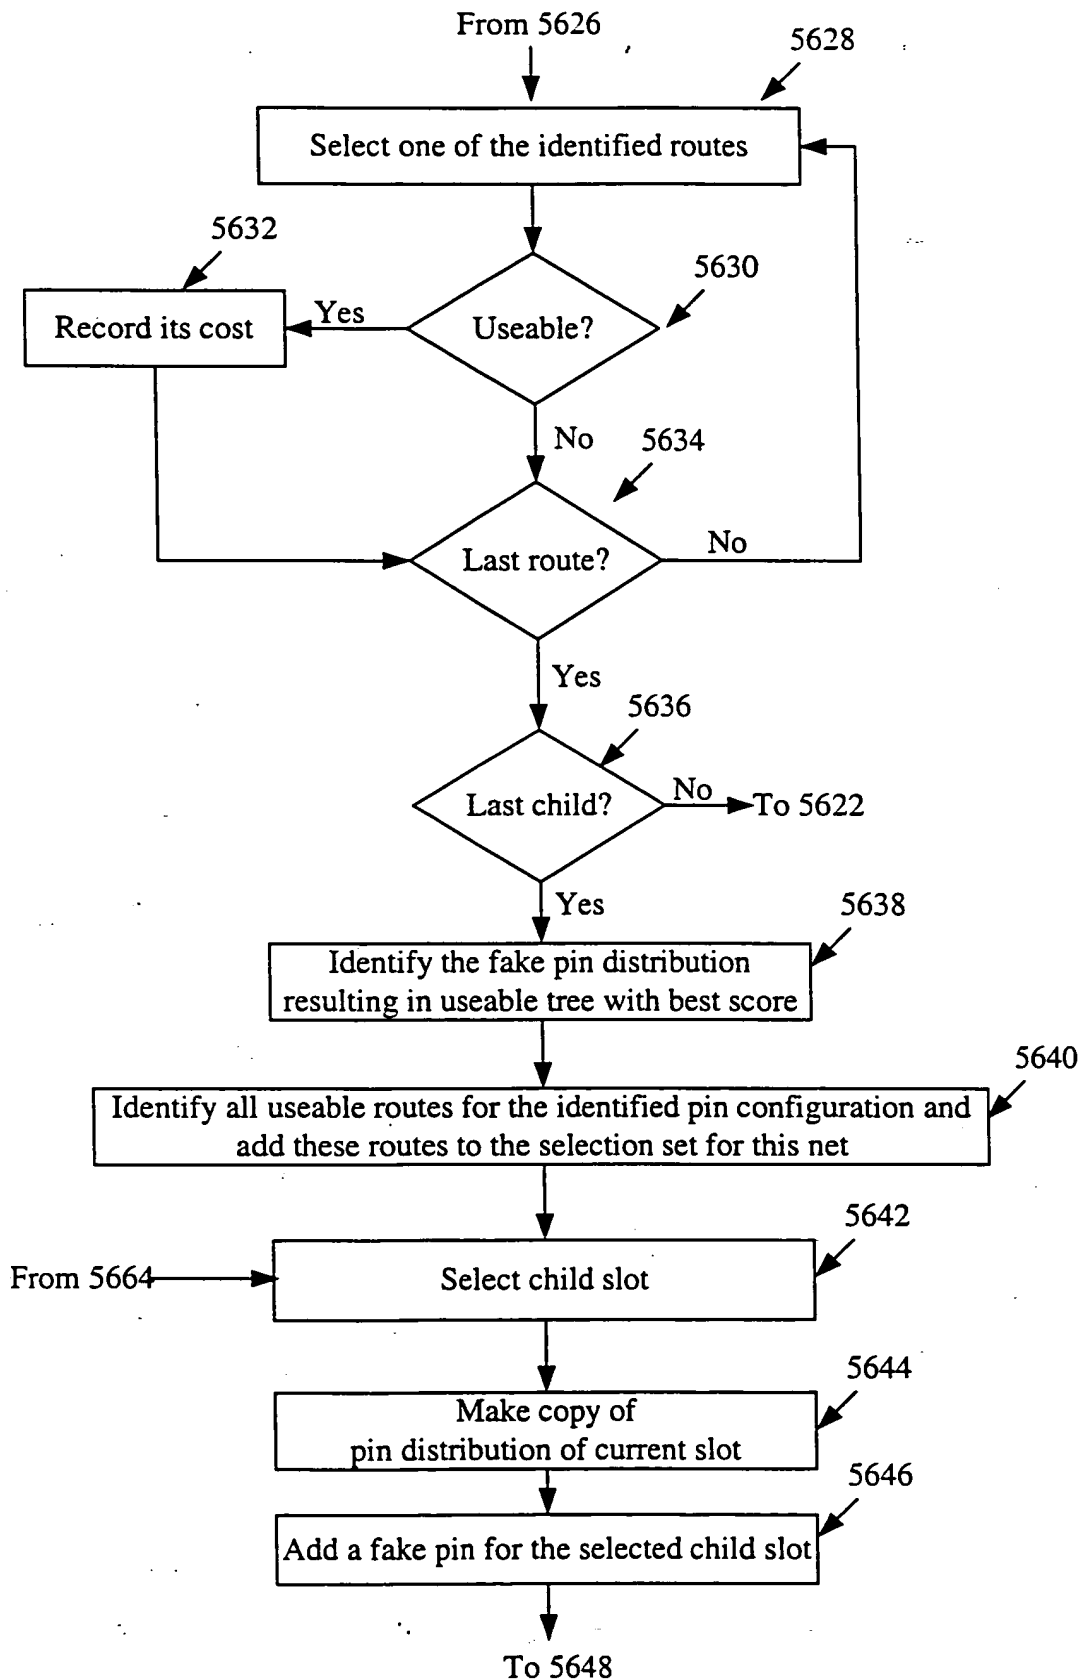 From 5626
5628
Select one of the identified routes
5632
5630
Record its cost
Yes
Useable?
No
5634
Last route?
No
Yes
5636
Last child?
No
To 5622
Yes
5638
Identify the fake pin distribution
resulting in useable tree with best score
5640
Identify all useable routes for the identified pin configuration and
add these routes to the selection set for this net
5642
From 5664
Select child slot
5644
Make copy of
pin distribution of current slot
5646
Add a fake pin for the selected child slot
To 5648